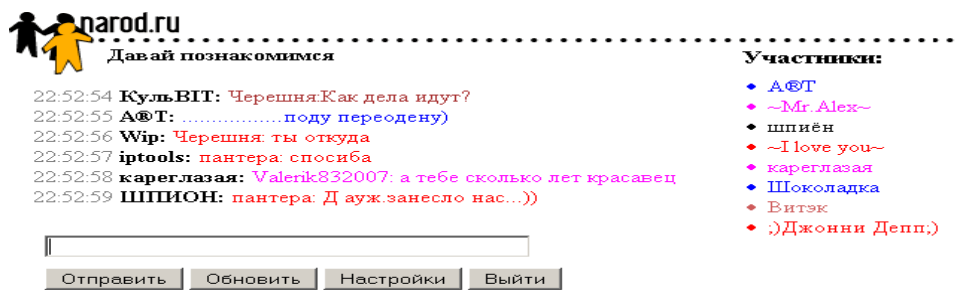 narod.ru
Давай познакомимся
22:52:54 КульВIТ: Черешня:Как дела идут?
22:52:55 А®Т: .................поду переодену)
22:52:56 Wip: Черешня: ты откуда
22:52:57 iptools: пантера: спосиба
22:52:58 кареглазая: Valerik832007: а тебе сколько лет красавец
22:52:59 ШПИОН: пантера: Д ауж.занесло нас...))
Отправить Обновить Настройки Выйти
Участники:
А®Т
~Mr.Alex~
шпиён
~I love you~
кареглазая
Шоколадка
Витэк
;)Джонни Депп;)